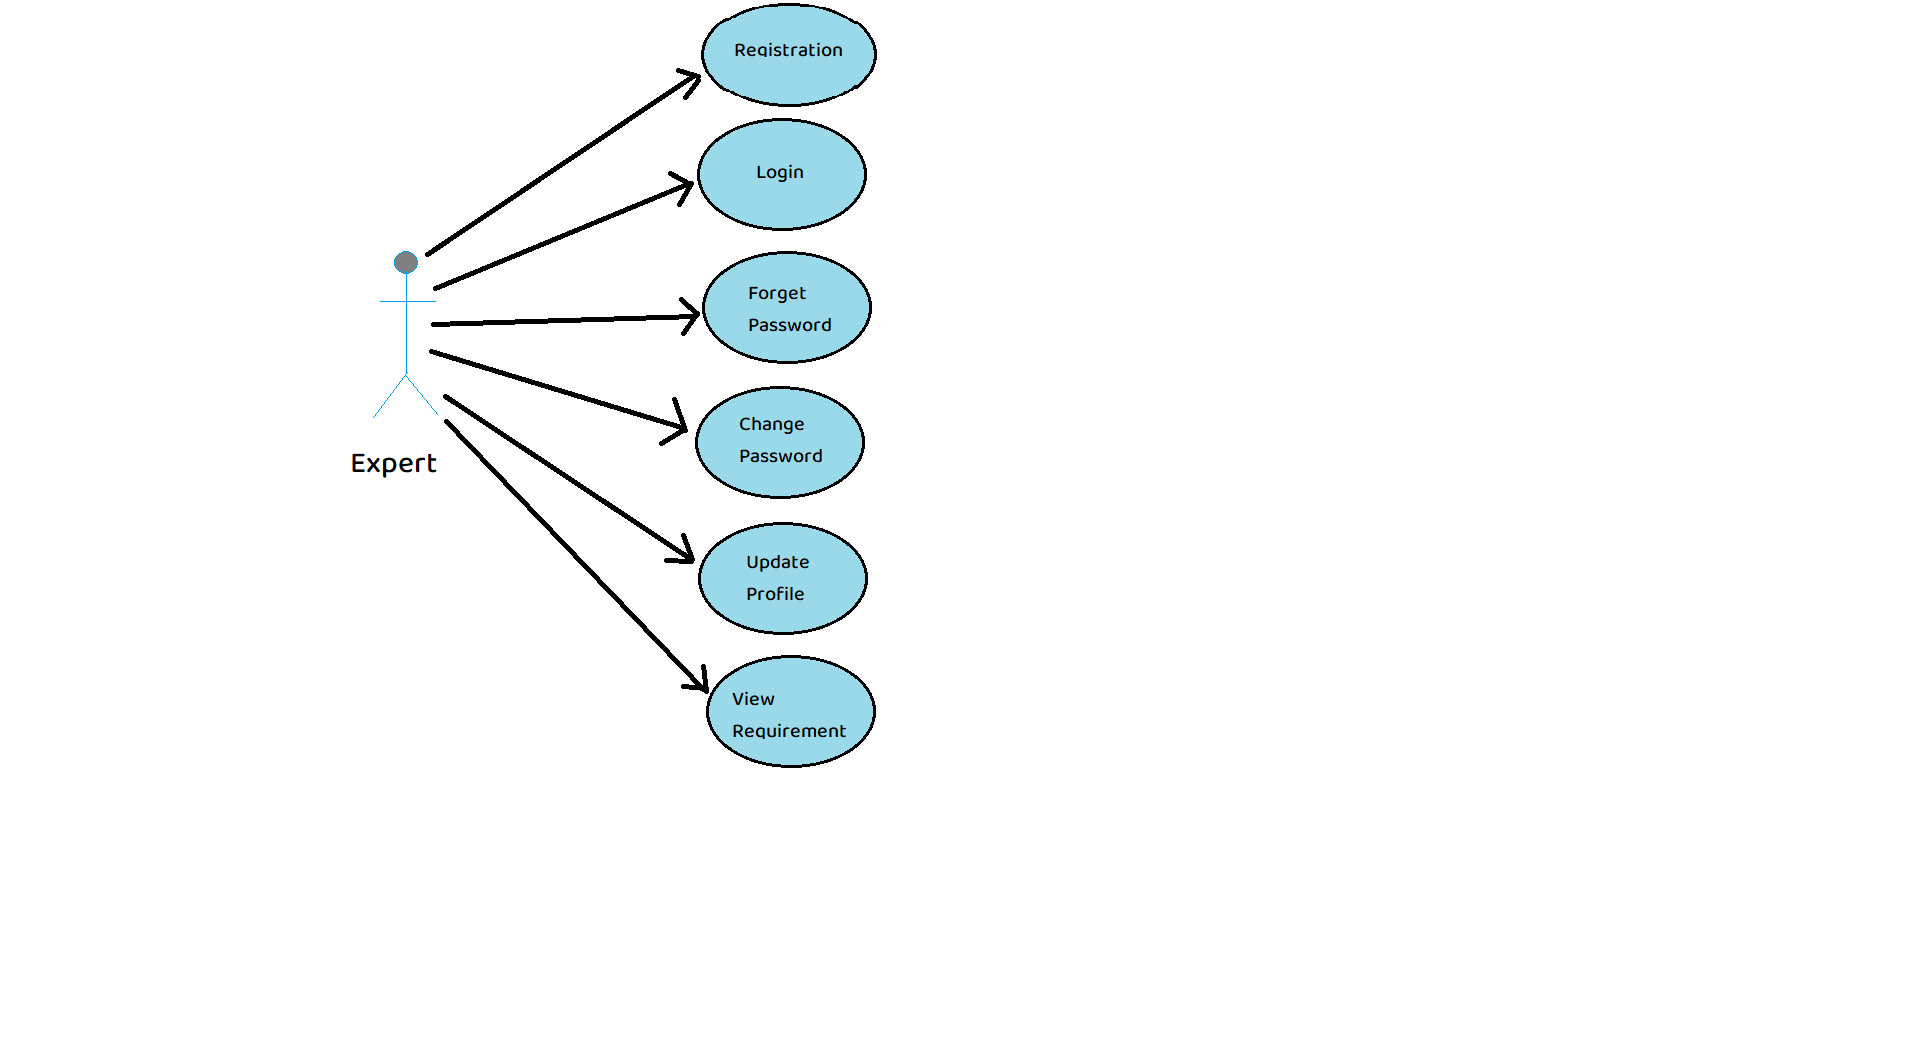 Registration
Login
Forget
Password
Change
Password
Expert
Update
Profile
View
Requirement